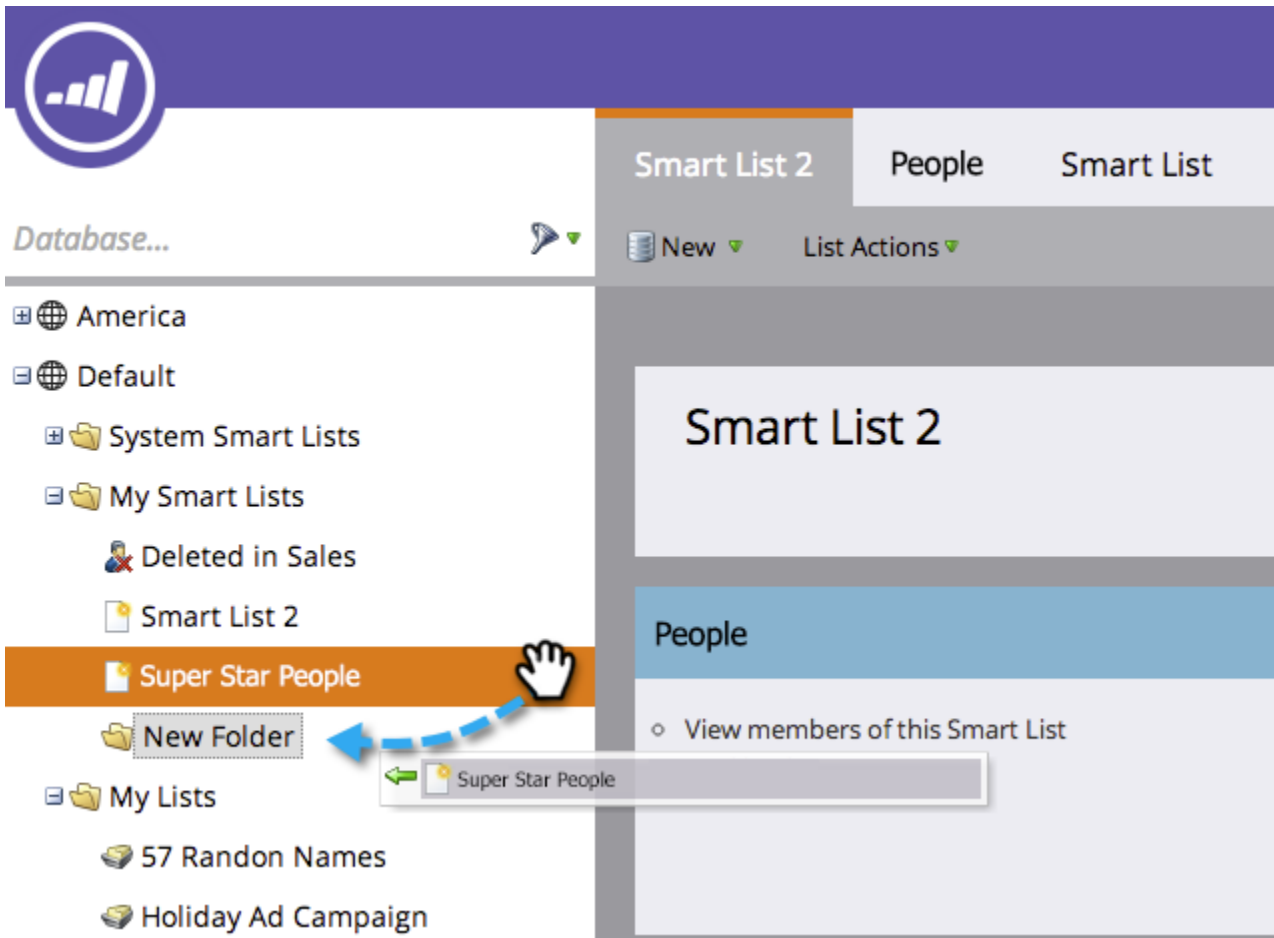 Smart List 2 People Smart List
Database...
New List Actions
America
Default
System Smart Lists
Smart List 2
My Smart Lists
Deleted in Sales
Smart List 2
People
Super Star People
New Folder
View members of this Smart List
Super Star People
My Lists
57 Randon Names
Holiday Ad Campaign